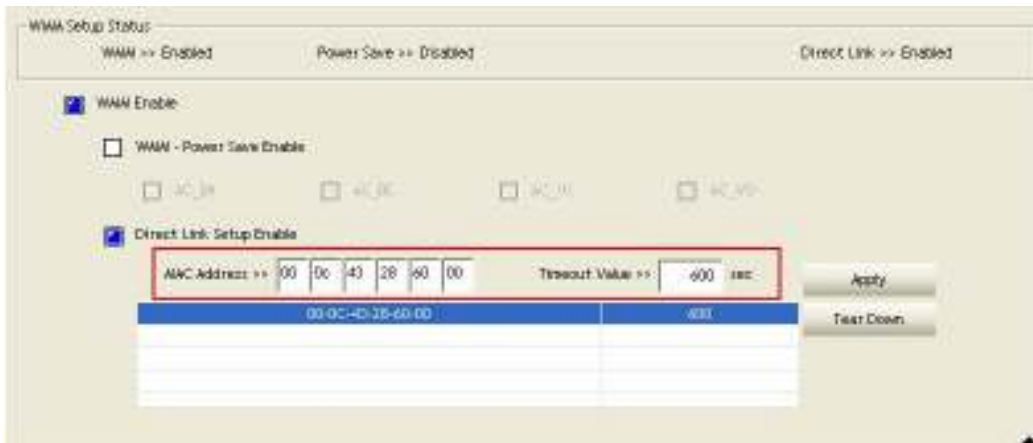 WMM Setup Status
WMM >> Enabled Power Save >> Disabled Direct Link >> Enabled
WMM Enable
WMM - Power Save Enable
Direct Link Setup Enable
MAC Address >> 00 0c 43 28 60 00 Timeout Value >> 600 sec
Apply
00-0C-43-28-60-00 600
Tear Down